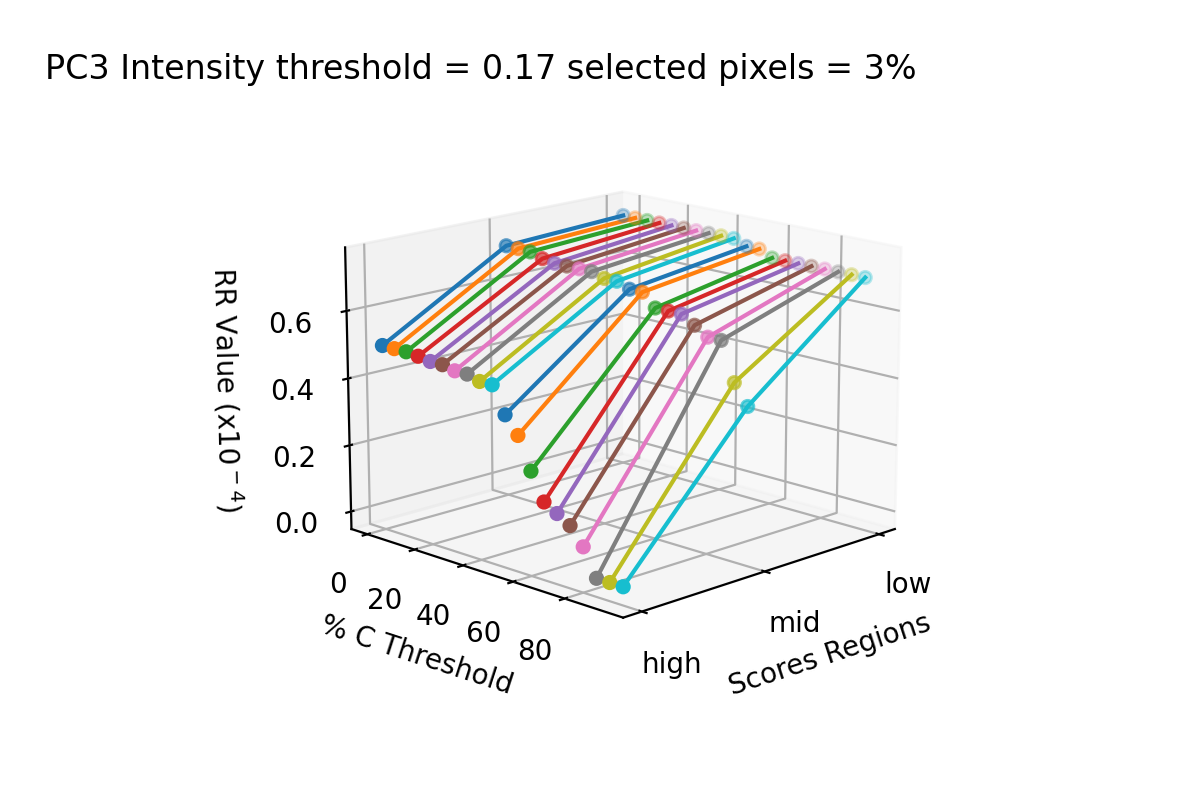 PC3 Intensity threshold = 0.17 selected pixels = 3%
RR Value (x10⁻⁴)
0.6
0.4
0.2
0.0
0
20
40
60
80
% C Threshold
high
mid
low
Scores Regions